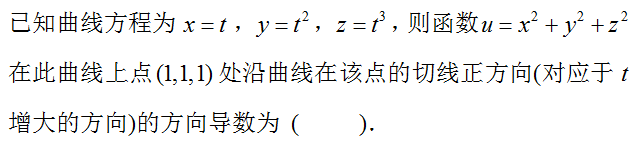 已知曲线方程为 x = t，y = t²，z = t³，则函数u = x² + y² + z²
在此曲线上点(1,1,1) 处沿曲线在该点的切线正方向(对应于 t
增大的方向)的方向导数为 (      ).